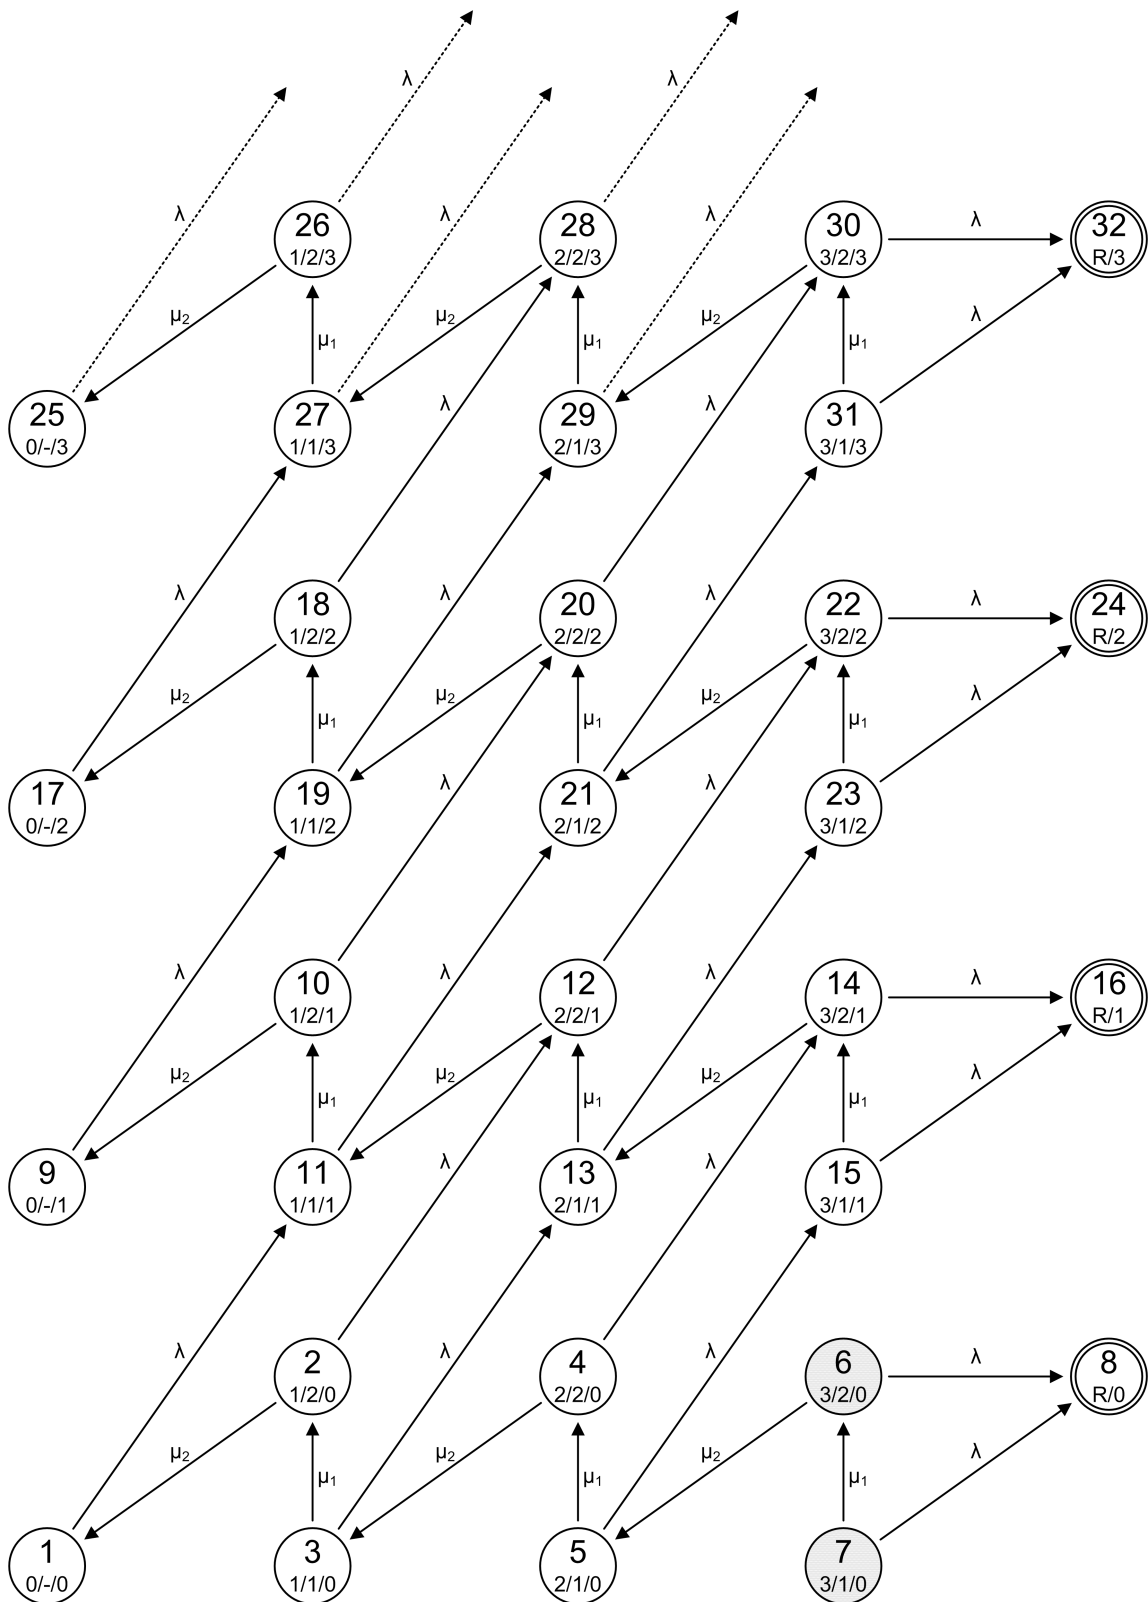 λ
λ
λ
λ
λ
26
1/2/3
28
2/2/3
30
3/2/3
λ
32
R/3
μ₂
μ₁
μ₂
μ₁
μ₂
μ₁
λ
25
0/-/3
27
1/1/3
λ
29
2/1/3
λ
31
3/1/3
λ
18
1/2/2
λ
20
2/2/2
λ
22
3/2/2
λ
24
R/2
μ₂
μ₁
μ₂
μ₁
μ₂
μ₁
λ
17
0/-/2
19
1/1/2
λ
21
2/1/2
λ
23
3/1/2
λ
10
1/2/1
λ
12
2/2/1
λ
14
3/2/1
λ
16
R/1
μ₂
μ₁
μ₂
μ₁
μ₂
μ₁
λ
9
0/-/1
11
1/1/1
λ
13
2/1/1
λ
15
3/1/1
λ
2
1/2/0
λ
4
2/2/0
λ
6
3/2/0
λ
8
R/0
μ₂
μ₁
μ₂
μ₁
μ₂
μ₁
λ
1
0/-/0
3
1/1/0
5
2/1/0
7
3/1/0